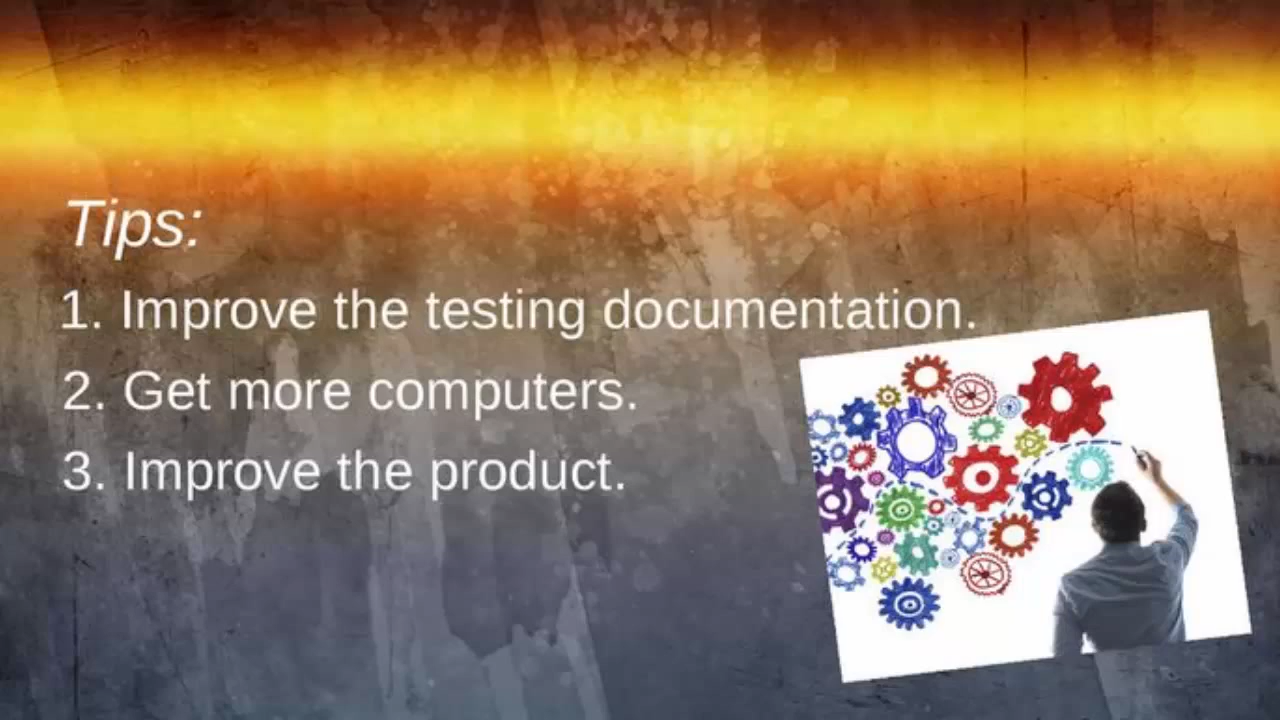 Tips:
1. Improve the testing documentation.
2. Get more computers.
3. Improve the product.